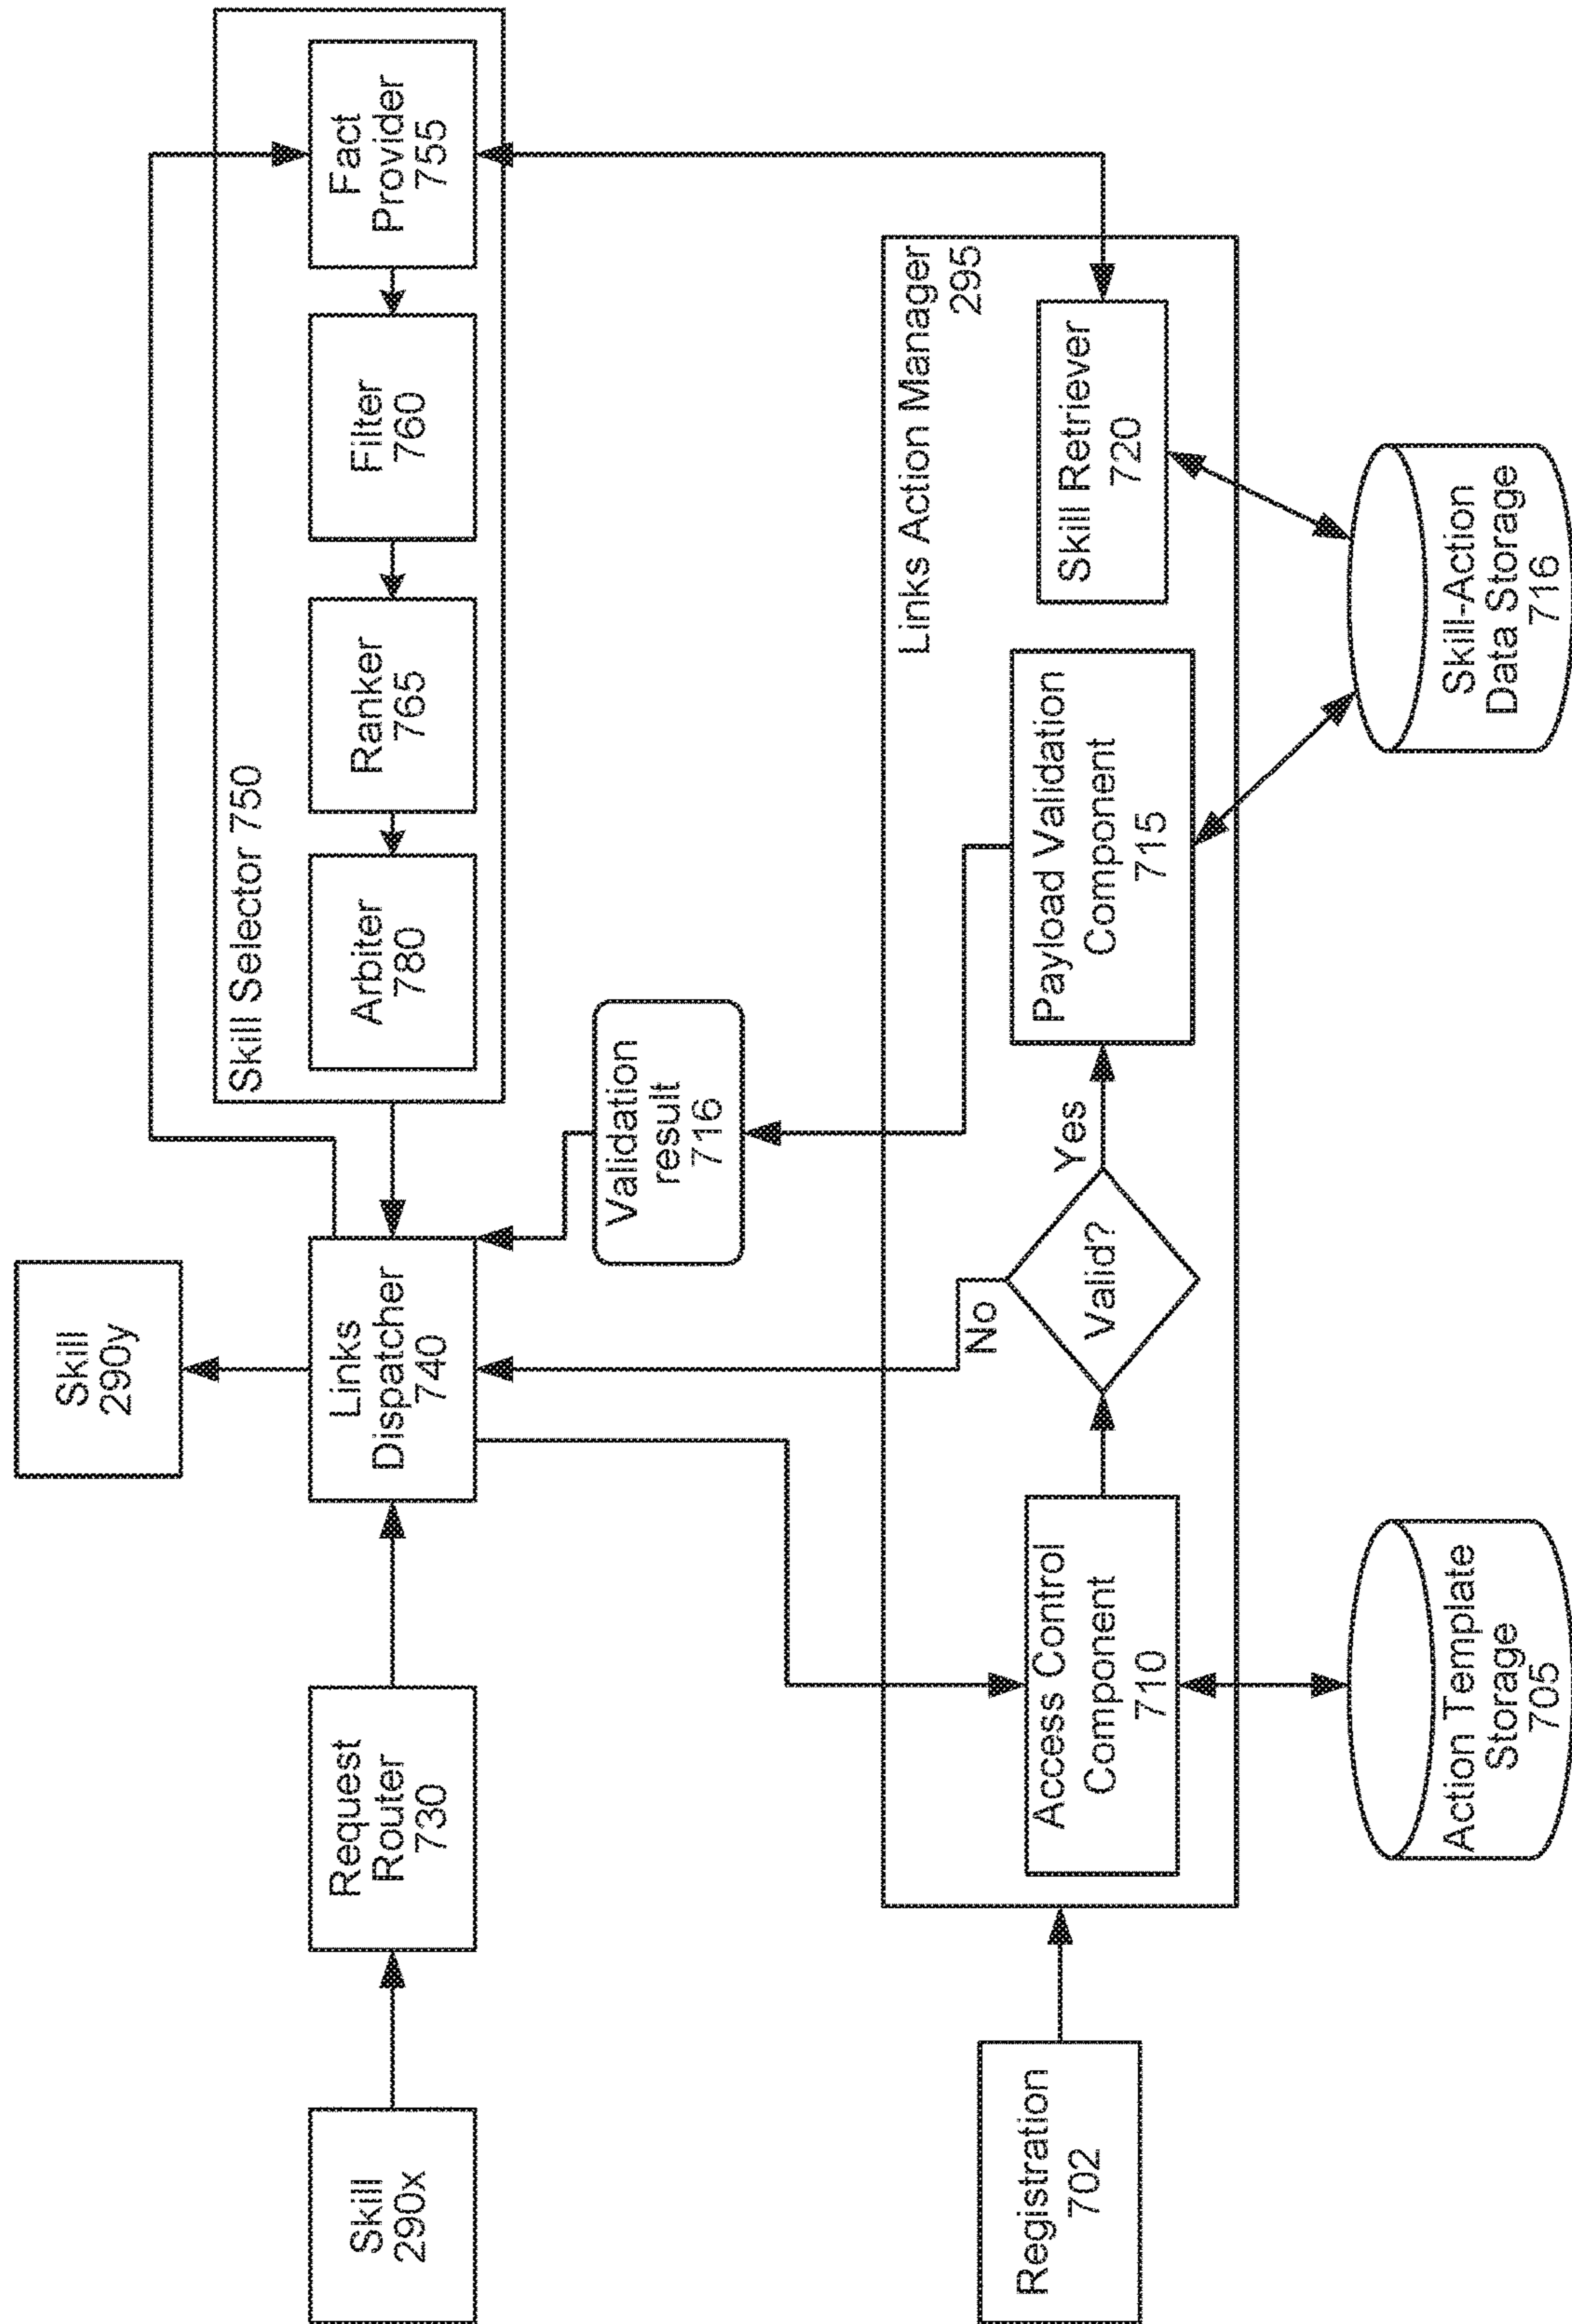 Skill
290y
Skill Selector 750
Skill
290x
Request
Router
730
Links
Dispatcher
740
Arbiter
780
Ranker
765
Filter
760
Fact
Provider
755
Validation
result
716
Links Action Manager
295
No
Registration
702
Access Control
Component
710
Valid?
Yes
Payload Validation
Component
715
Skill Retriever
720
Action Template
Storage
705
Skill-Action
Data Storage
716